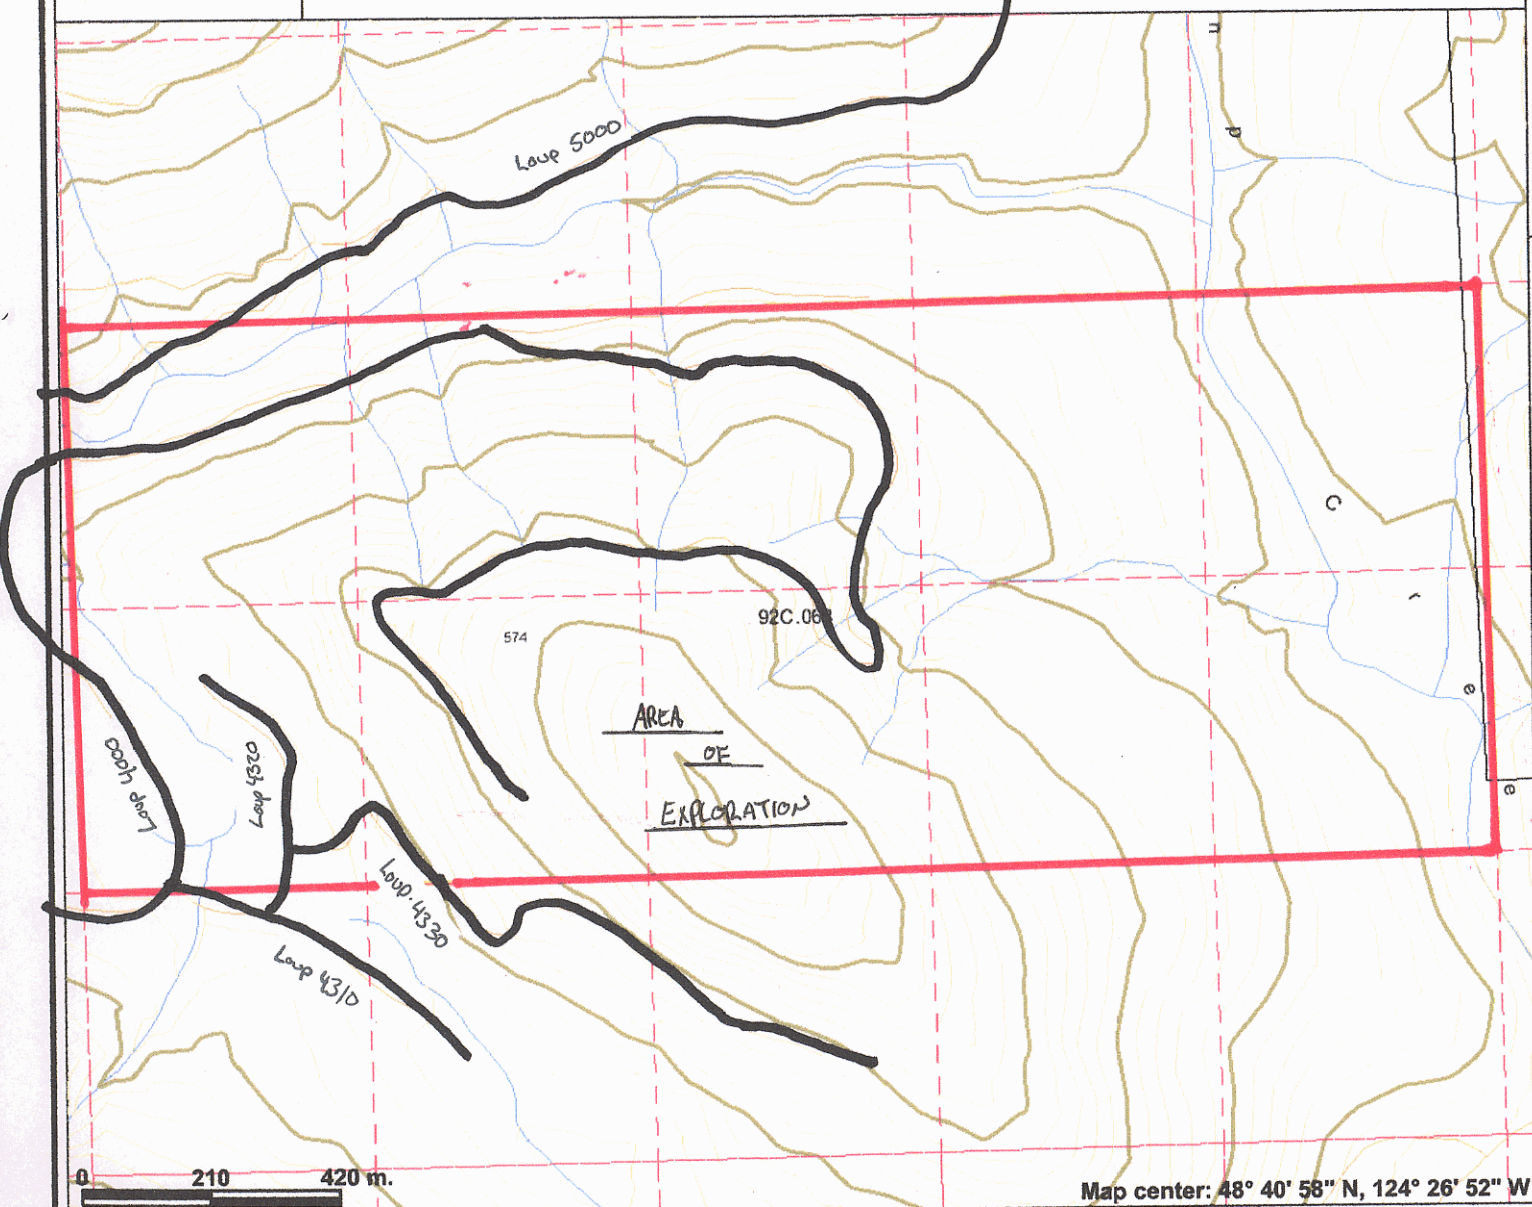 Loup 5000
m
p
C
r
e
e
92C.06
574
AREA
OF
EXPLORATION
Loup 4000
Loup 4320
Loup. 4330
Loup 4310
0 210 420 m.
Map center: 48° 40' 58" N, 124° 26' 52" W